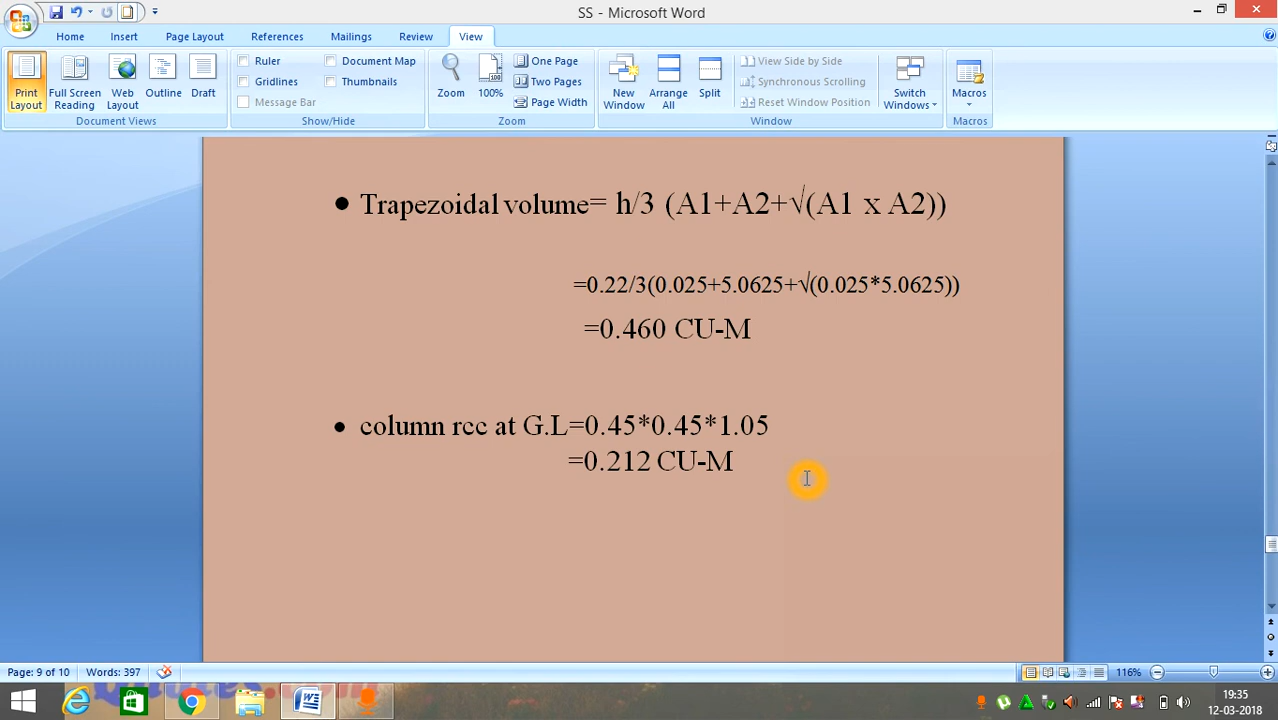 SS - Microsoft Word
Home Insert Page Layout References Mailings Review View
Print Layout
Full Screen Reading
Web Layout
Outline
Draft
Document Views
Ruler
Gridlines
Message Bar
Document Map
Thumbnails
Show/Hide
Zoom
100%
One Page
Two Pages
Page Width
Zoom
New Window
Arrange All
Split
View Side by Side
Synchronous Scrolling
Reset Window Position
Switch Windows
Window
Macros
Macros
• Trapezoidal volume= h/3 (A1+A2+√(A1 x A2))
=0.22/3(0.025+5.0625+√(0.025*5.0625))
=0.460 CU-M
• column rcc at G.L=0.45*0.45*1.05
=0.212 CU-M
Page: 9 of 10 Words: 397 116%
19:35
12-03-2018